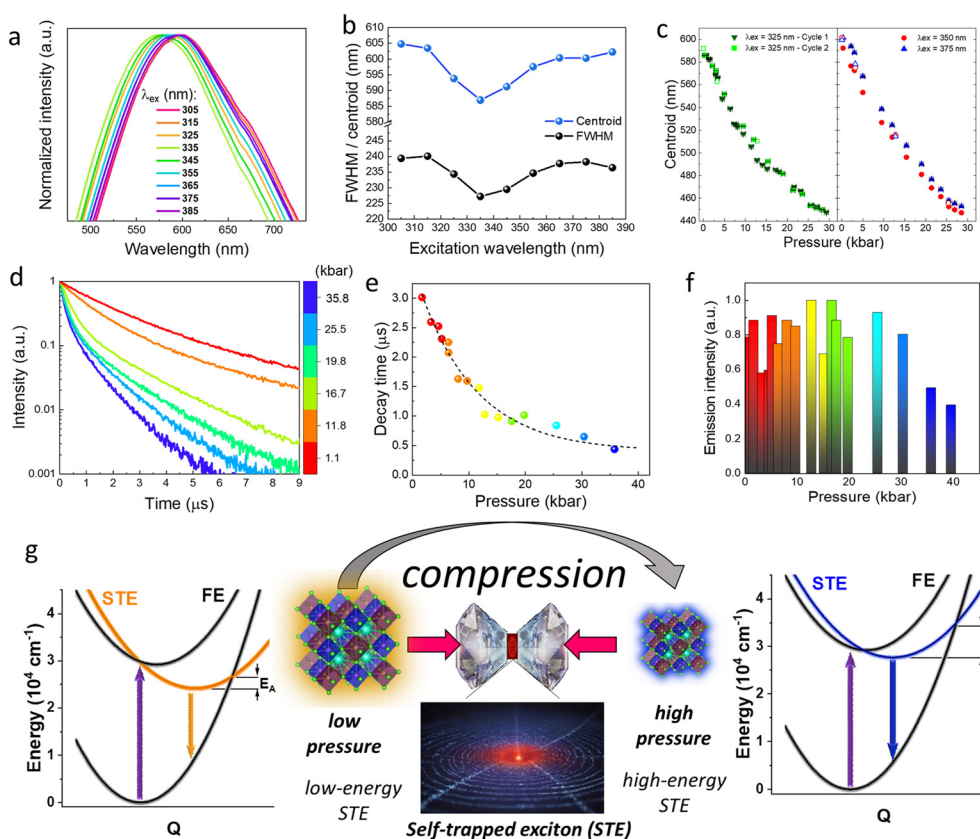 a
Normalized intensity (a.u.)
λex (nm):
305
315
325
335
345
355
365
375
385
500 550 600 650 700
Wavelength (nm)
b
FWHM / centroid (nm)
610
605
600
595
590
585
240
235
230
225
220
Centroid
FWHM
300 310 320 330 340 350 360 370 380 390
Excitation wavelength (nm)
c
Centroid (nm)
600
580
560
540
520
500
480
460
440
λex = 325 nm - Cycle 1
λex = 325 nm - Cycle 2
λex = 350 nm
λex = 375 nm
0 5 10 15 20 25 30 0 5 10 15 20 25 30
Pressure (kbar)
d
Intensity (a.u.)
1
0.1
0.01
0.001
0 1 2 3 4 5 6 7 8 9
Time (μs)
(kbar)
35.8
25.5
19.8
16.7
11.8
1.1
e
Decay time (μs)
3.0
2.5
2.0
1.5
1.0
0.5
0.0
0 10 20 30 40
Pressure (kbar)
f
Emission intensity (a.u.)
1.0
0.8
0.6
0.4
0.2
0.0
10 20 30 40
Pressure (kbar)
g
Energy (10⁴ cm⁻¹)
4
3
2
1
0
STE
FE
EA
Q
compression
low
pressure
low-energy
STE
Self-trapped exciton (STE)
high
pressure
high-energy
STE
Energy (10⁴ cm⁻¹)
4
3
2
1
0
STE
FE
Q